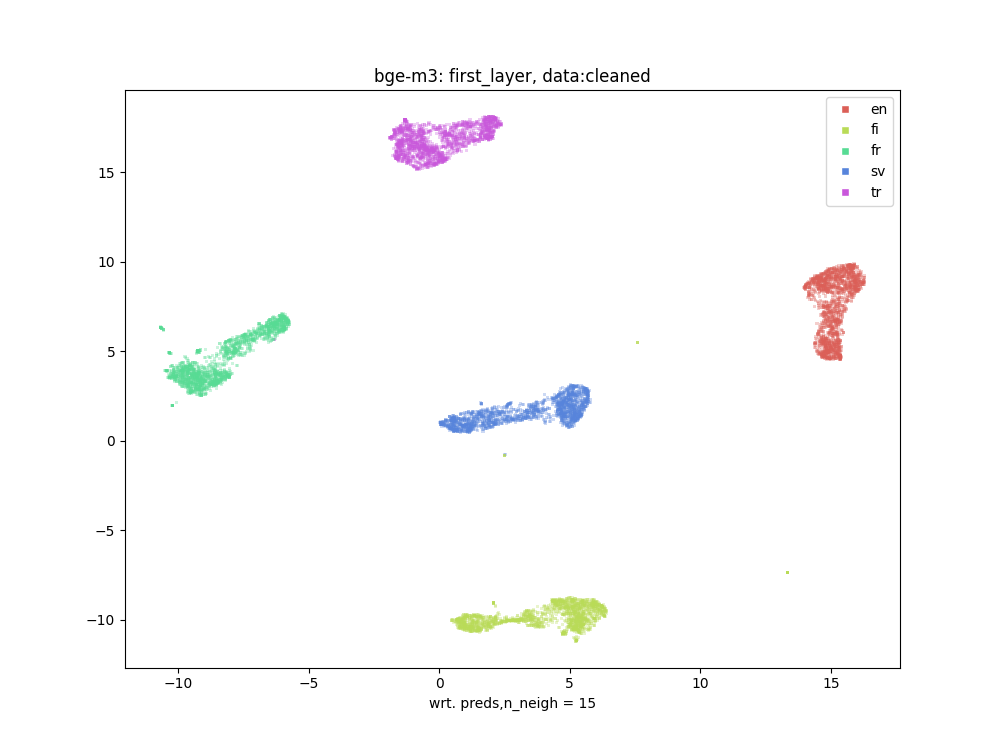 bge-m3: first_layer, data:cleaned
en
fi
fr
sv
tr
15
10
5
0
−5
−10
−10
−5
0
5
10
15
wrt. preds,n_neigh = 15